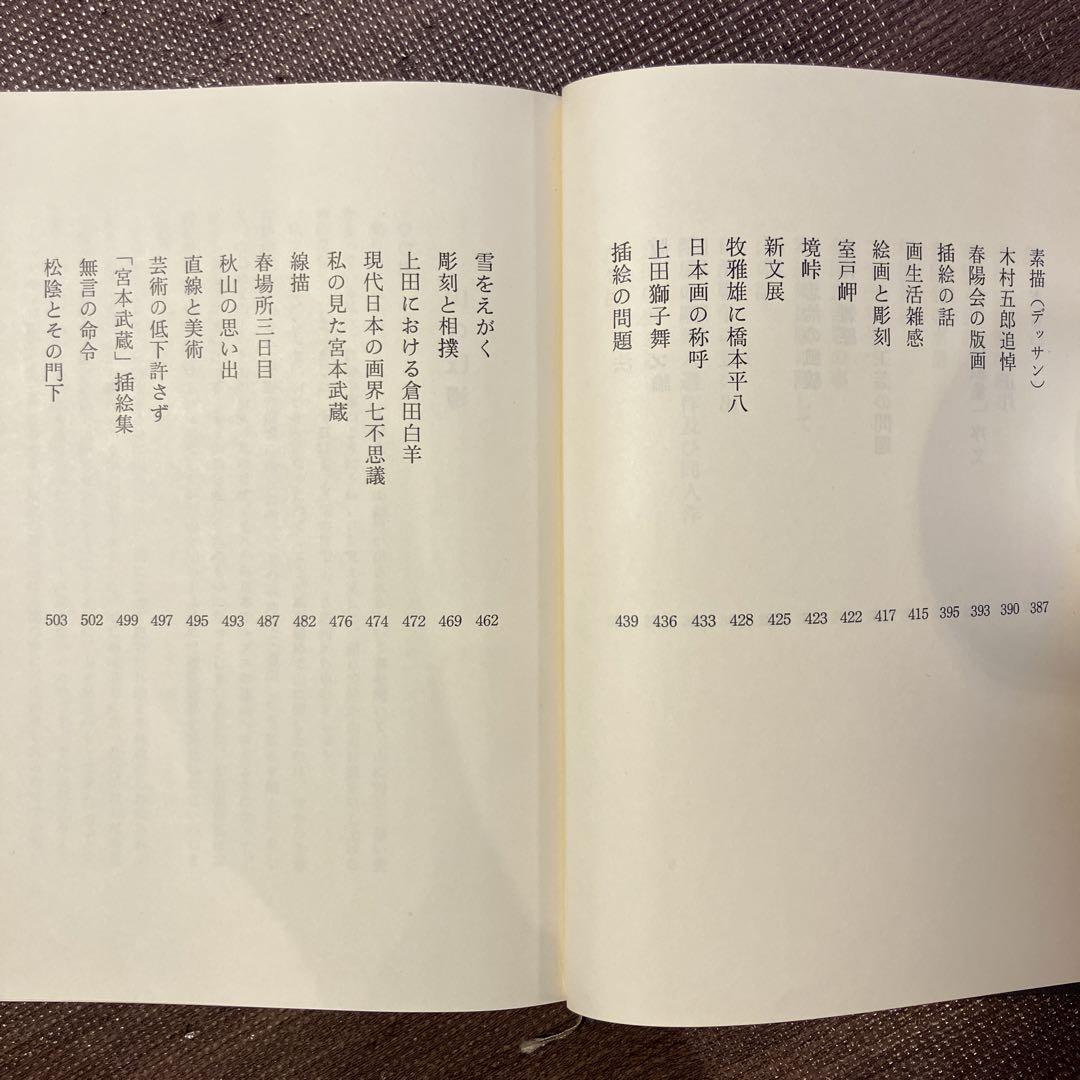 素描（デッサン） 387
木村五郎追悼 390
春陽会の版画 393
挿絵の話 395
画生活雑感 415
絵画と彫刻 417
室戸岬 422
境峠 423
新文展 425
牧雅雄に橋本平八 428
日本画の称呼 433
上田獅子舞 436
挿絵の問題 439
雪をえがく 462
彫刻と相撲 469
上田における倉田白羊 472
現代日本の画界七不思議 474
私の見た宮本武蔵 476
線描 482
春場所三日目 487
秋山の思い出 493
直線と美術 495
芸術の低下許さず 497
「宮本武蔵」挿絵集 499
無言の命令 502
松陰とその門下 503